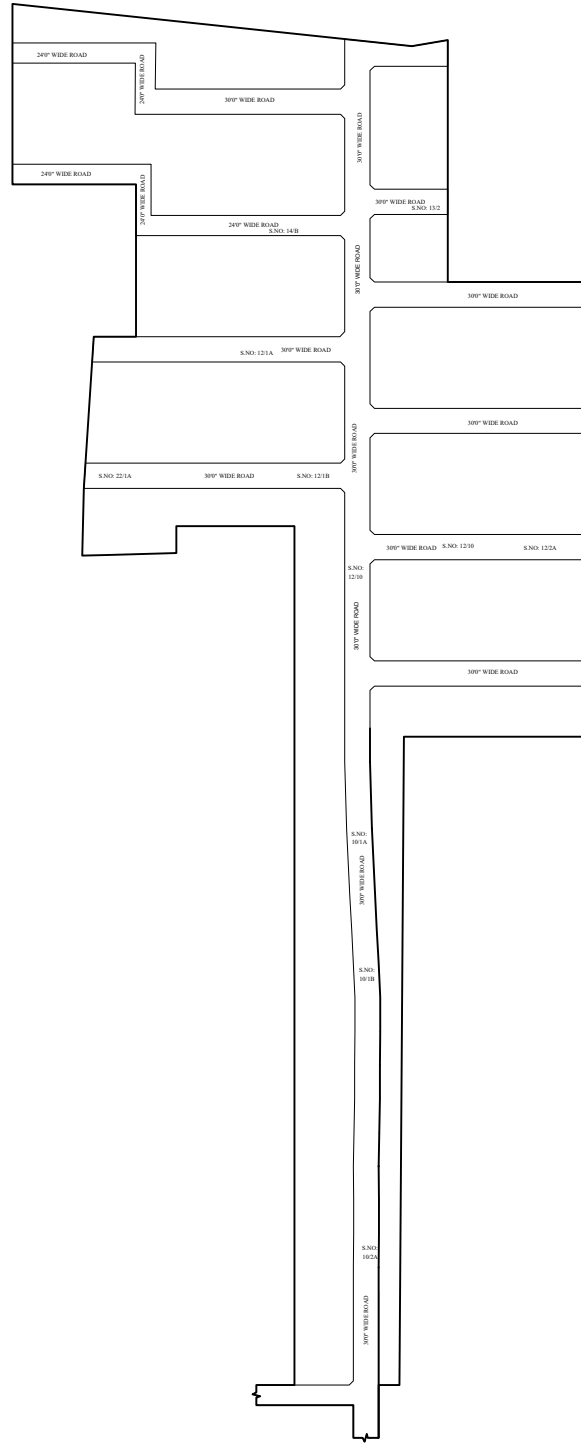 24'0" WIDE ROAD
24'0" WIDE ROAD
30'0" WIDE ROAD
30'0" WIDE ROAD
24'0" WIDE ROAD
24'0" WIDE ROAD
30'0" WIDE ROAD
S.NO: 13/2
24'0" WIDE ROAD
S.NO: 14/B
30'0" WIDE ROAD
30'0" WIDE ROAD
S.NO: 12/1A
30'0" WIDE ROAD
30'0" WIDE ROAD
30'0" WIDE ROAD
S.NO: 22/1A
30'0" WIDE ROAD
S.NO: 12/1B
30'0" WIDE ROAD
S.NO: 12/10
S.NO: 12/2A
S.NO:
12/10
30'0" WIDE ROAD
30'0" WIDE ROAD
S.NO:
10/1A
30'0" WIDE ROAD
S.NO:
10/1B
S.NO:
10/2A
30'0" WIDE ROAD